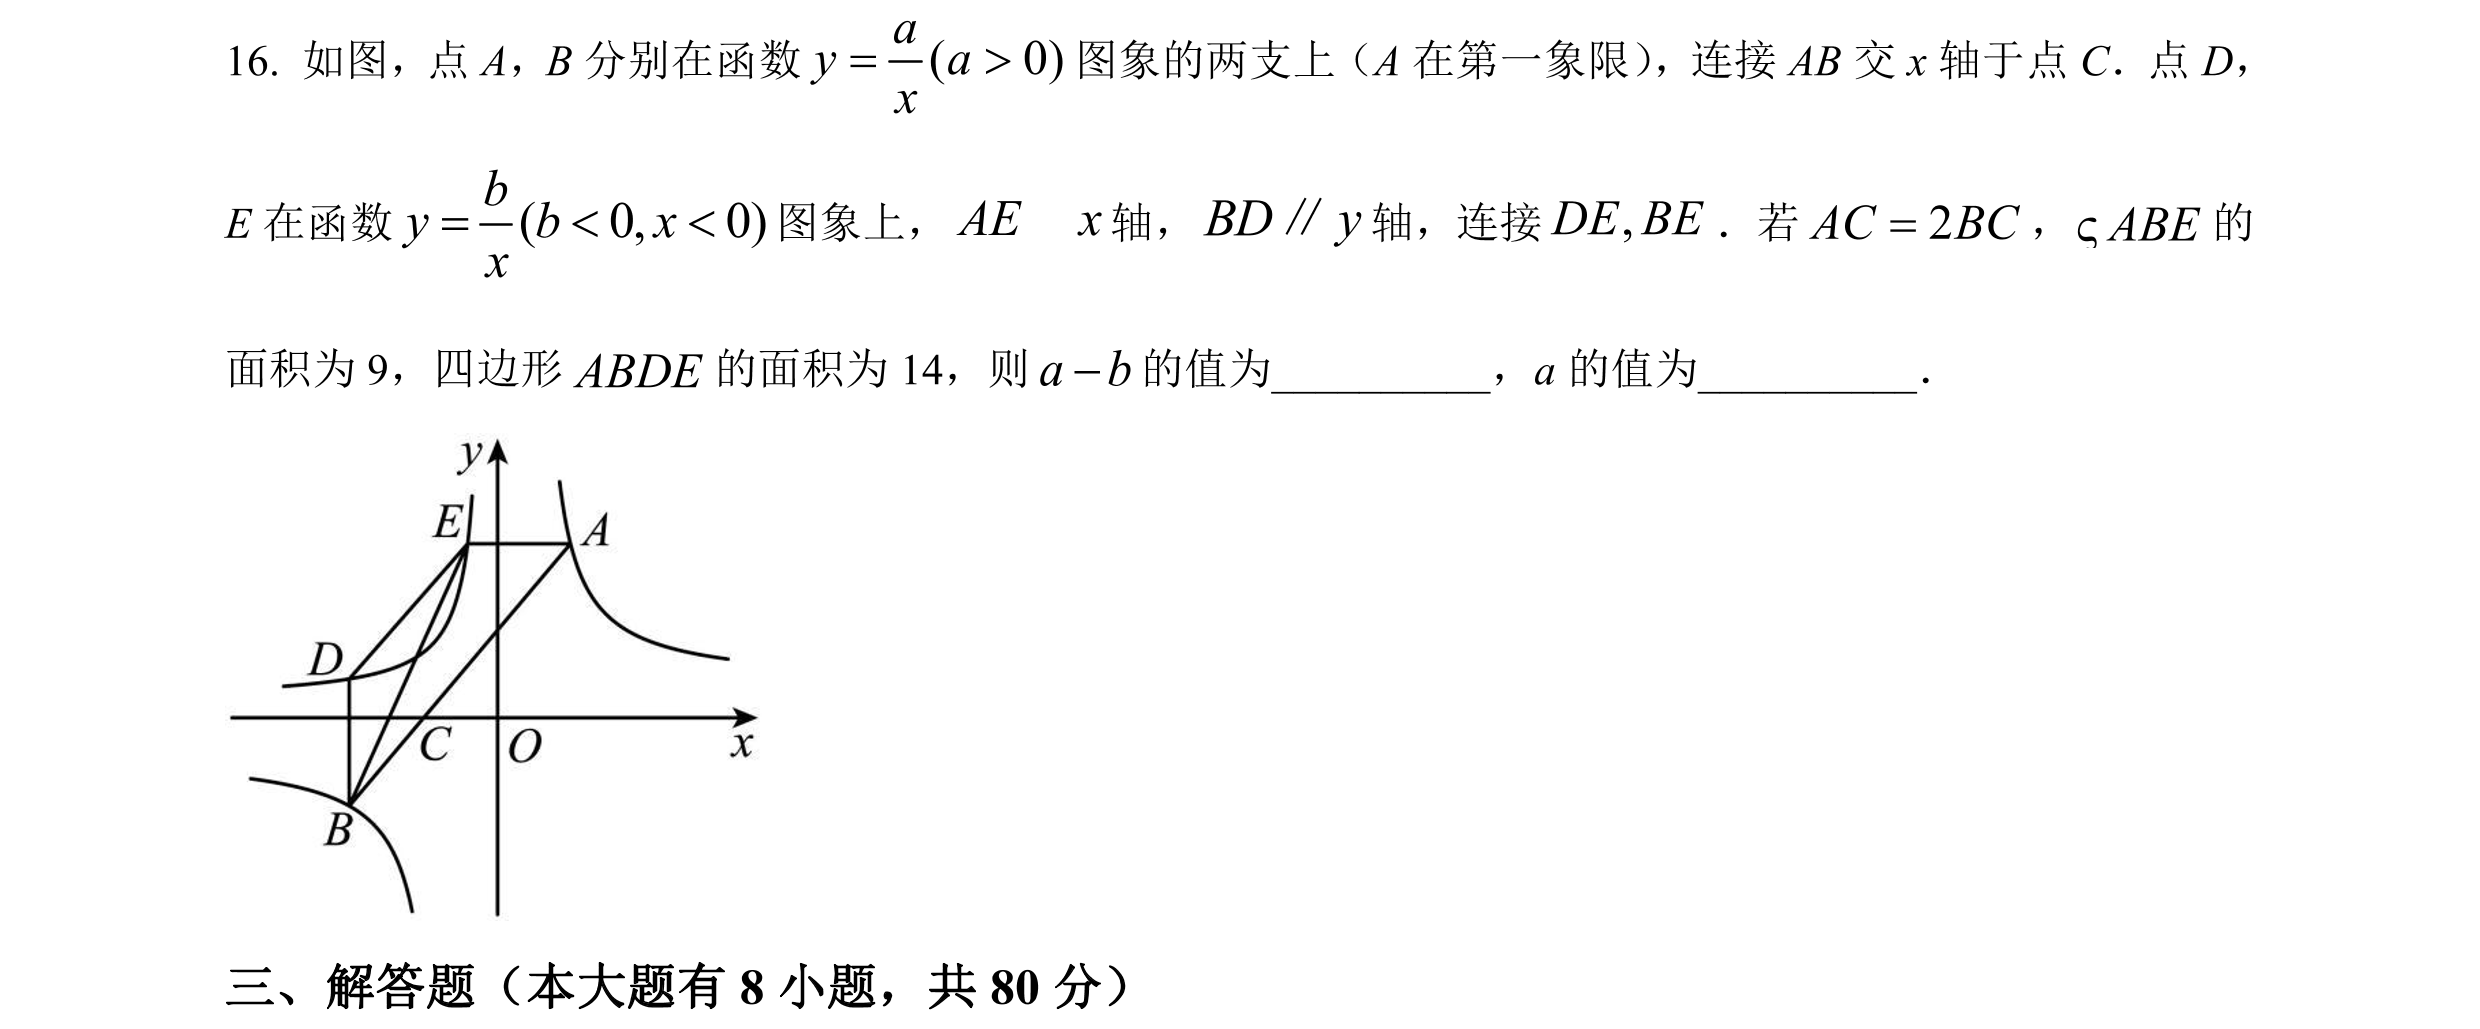 16. 如图，点 A，B 分别在函数 y = a/x (a > 0) 图象的两支上（A 在第一象限），连接 AB 交 x 轴于点 C．点 D，
E 在函数 y = b/x (b < 0, x < 0) 图象上， AE x 轴， BD // y 轴，连接 DE, BE ．若 AC = 2BC ，ς ABE 的
面积为 9，四边形 ABDE 的面积为 14，则 a − b 的值为__________，a 的值为__________．
y
E
A
D
C
O
x
B
三、解答题（本大题有 8 小题，共 80 分）